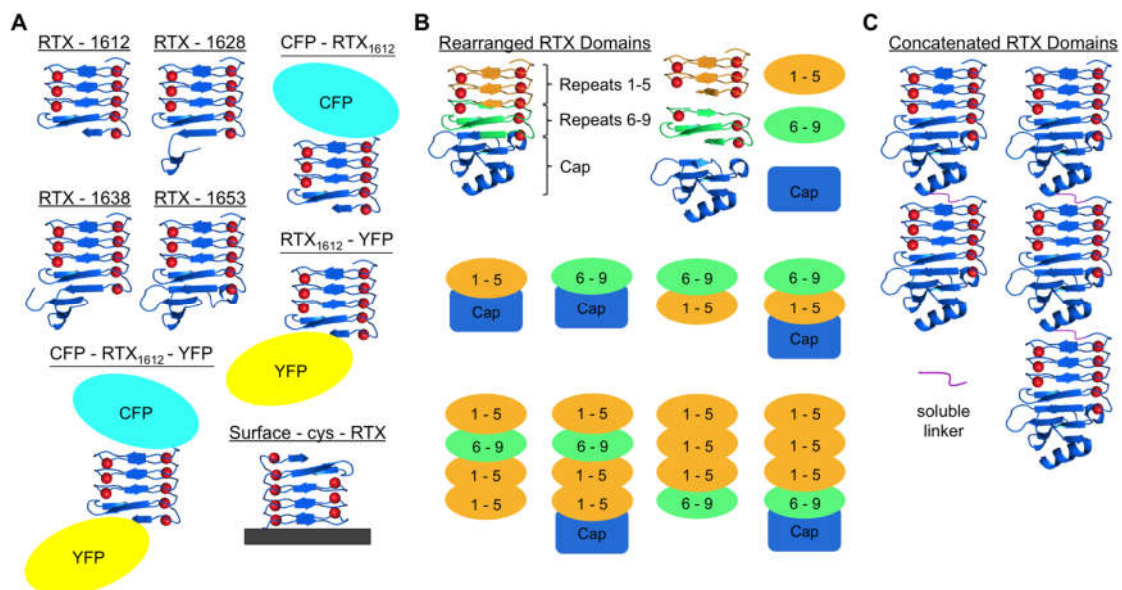 A
RTX - 1612
RTX - 1628
CFP - RTX1612
CFP
RTX - 1638
RTX - 1653
RTX1612 - YFP
YFP
CFP - RTX1612 - YFP
CFP
YFP
Surface - cys - RTX
B
Rearranged RTX Domains
Repeats 1-5
Repeats 6-9
Cap
1 - 5
6 - 9
Cap
1 - 5
Cap
6 - 9
Cap
6 - 9
1 - 5
6 - 9
1 - 5
Cap
1 - 5
6 - 9
1 - 5
1 - 5
1 - 5
6 - 9
1 - 5
1 - 5
Cap
1 - 5
1 - 5
1 - 5
6 - 9
1 - 5
1 - 5
1 - 5
6 - 9
Cap
C
Concatenated RTX Domains
soluble
linker